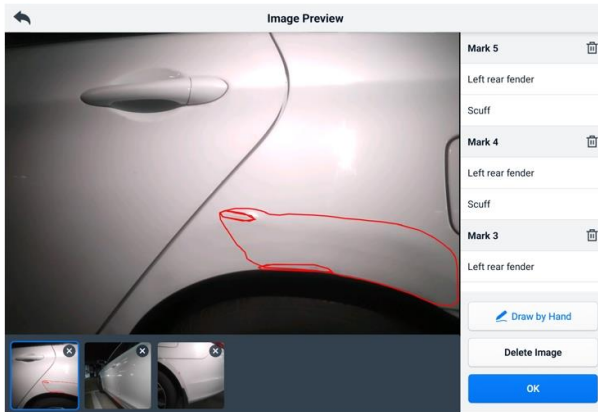 Image Preview
Mark 5
Left rear fender
Scuff
Mark 4
Left rear fender
Scuff
Mark 3
Left rear fender
Draw by Hand
Delete Image
OK